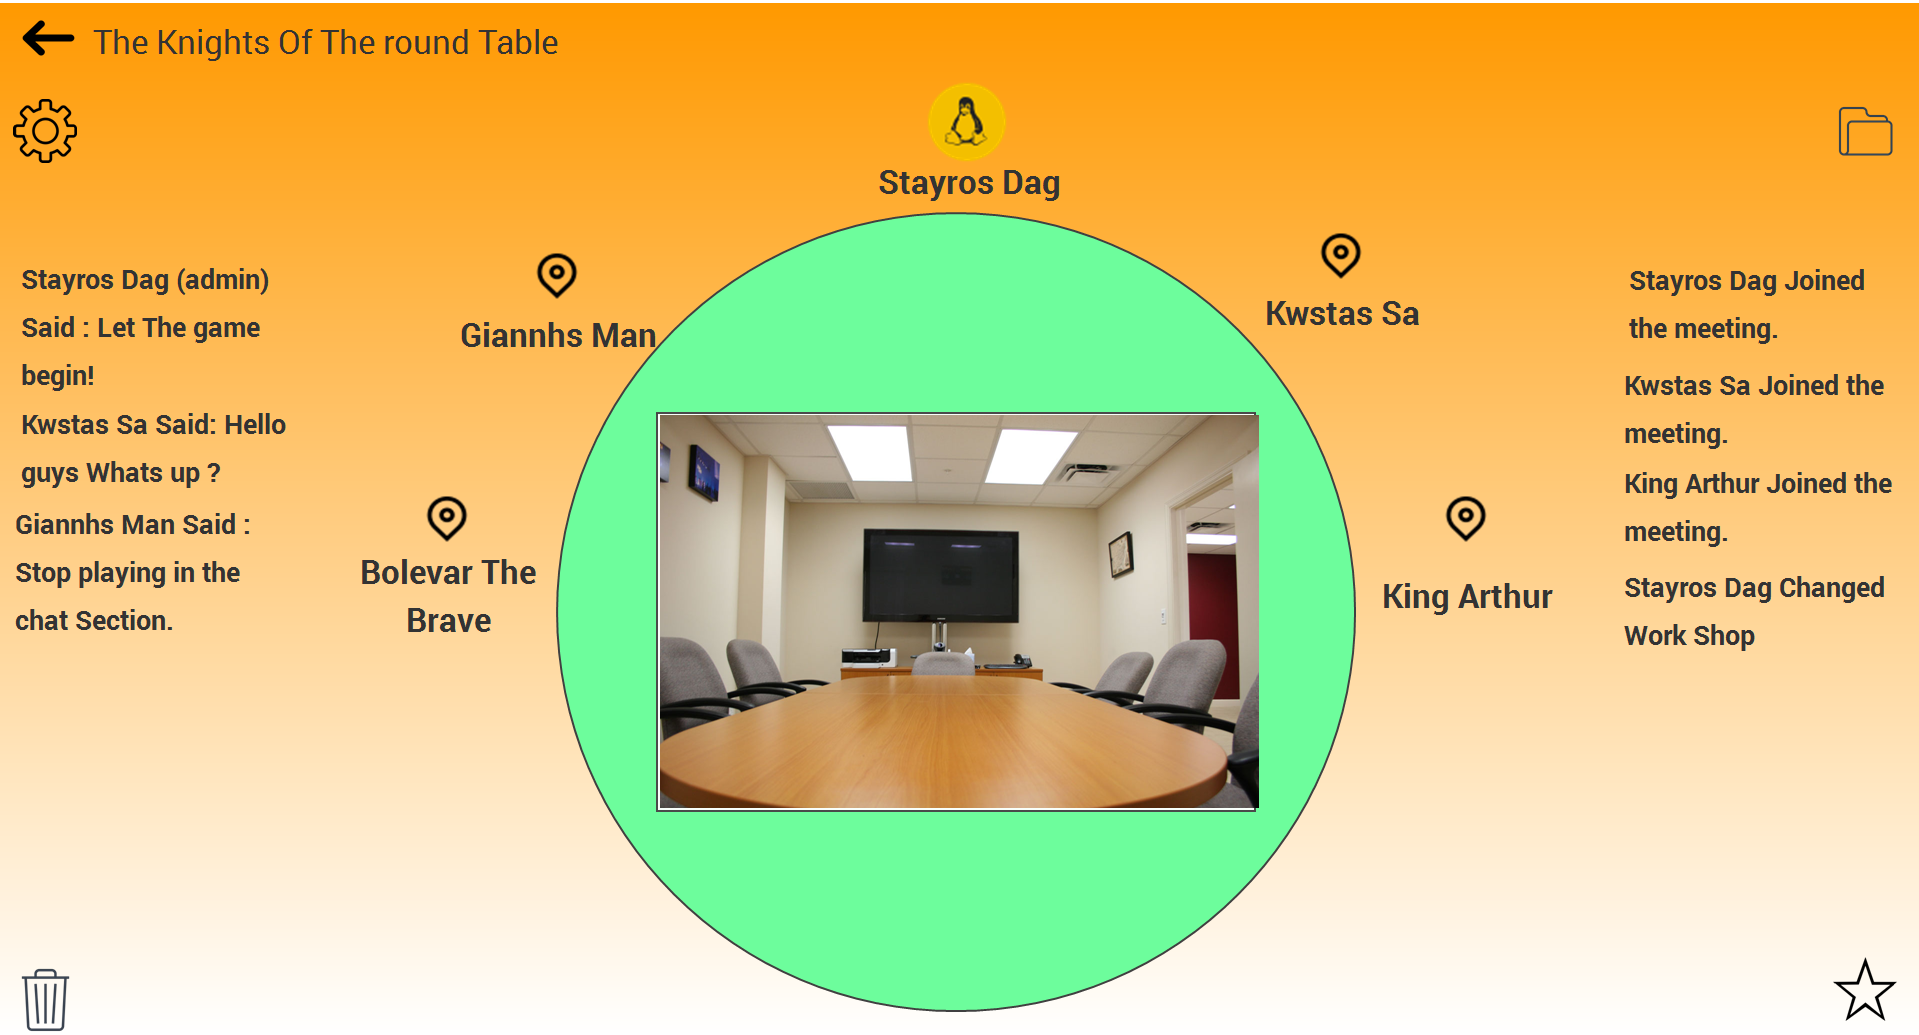 The Knights Of The round Table
Stayros Dag
Stayros Dag (admin)
Said : Let The game
begin!
Kwstas Sa Said: Hello
guys Whats up ?
Giannhs Man Said :
Stop playing in the
chat Section.
Giannhs Man
Bolevar The
Brave
Kwstas Sa
King Arthur
Stayros Dag Joined
the meeting.
Kwstas Sa Joined the
meeting.
King Arthur Joined the
meeting.
Stayros Dag Changed
Work Shop